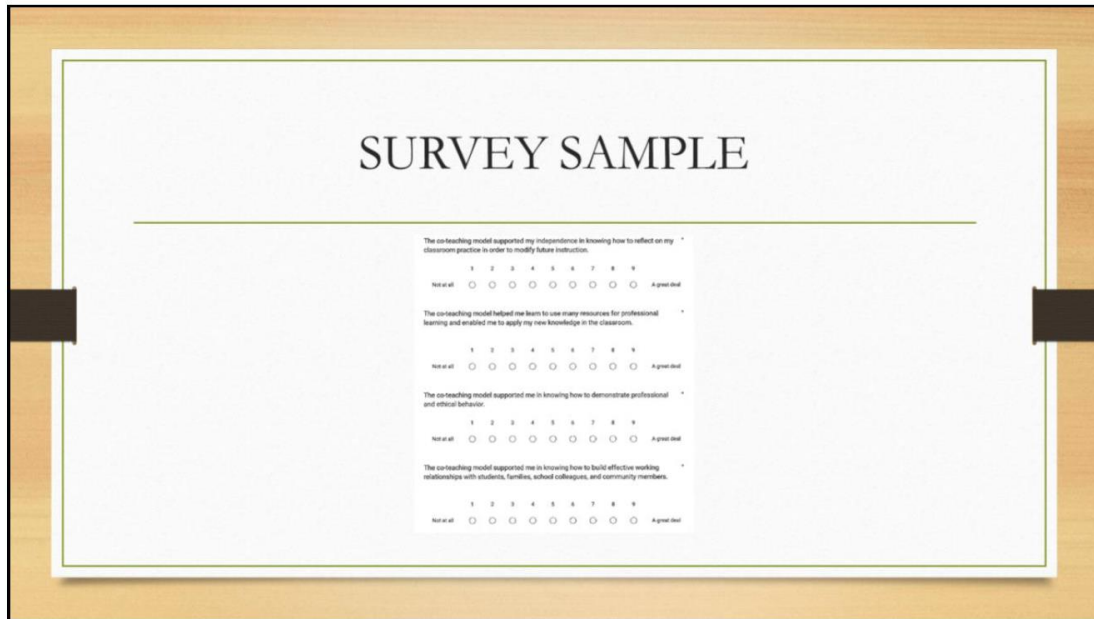 SURVEY SAMPLE
The co-teaching model supported my independence in knowing how to reflect on my *
classroom practice in order to modify future instruction.
1 2 3 4 5 6 7 8 9
Not at all A great deal
The co-teaching model helped me learn to use many resources for professional *
learning and enabled me to apply my new knowledge in the classroom.
1 2 3 4 5 6 7 8 9
Not at all A great deal
The co-teaching model supported me in knowing how to demonstrate professional *
and ethical behavior.
1 2 3 4 5 6 7 8 9
Not at all A great deal
The co-teaching model supported me in knowing how to build effective working *
relationships with students, families, school colleagues, and community members.
1 2 3 4 5 6 7 8 9
Not at all A great deal